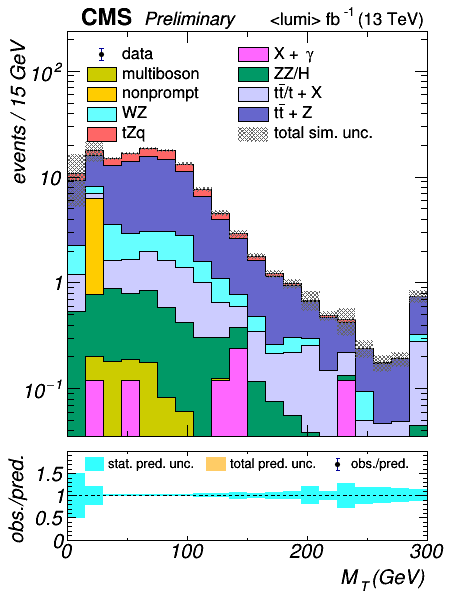 CMS Preliminary <lumi> fb⁻¹ (13 TeV)
events / 15 GeV
10²
10
1
10⁻¹
data
multiboson
nonprompt
WZ
tZq
X + γ
ZZ/H
tt̄/t + X
tt̄ + Z
total sim. unc.
obs./pred.
1.5
1
0.5
0
stat. pred. unc. total pred. unc. obs./pred.
0 100 200 300
M_T (GeV)